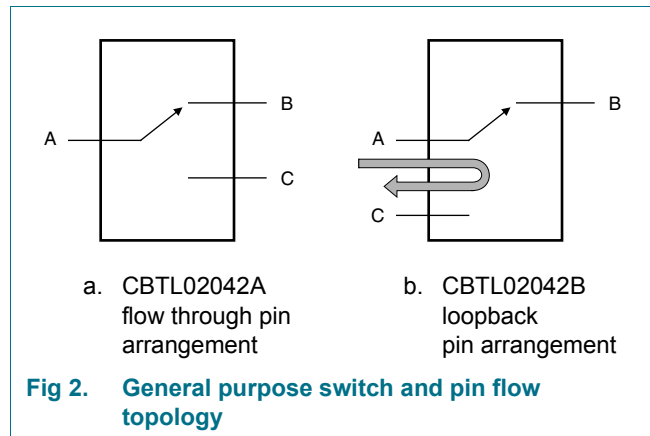 A
B
C
A
B
C
a. CBTL02042A
flow through pin
arrangement
b. CBTL02042B
loopback
pin arrangement
Fig 2. General purpose switch and pin flow
topology